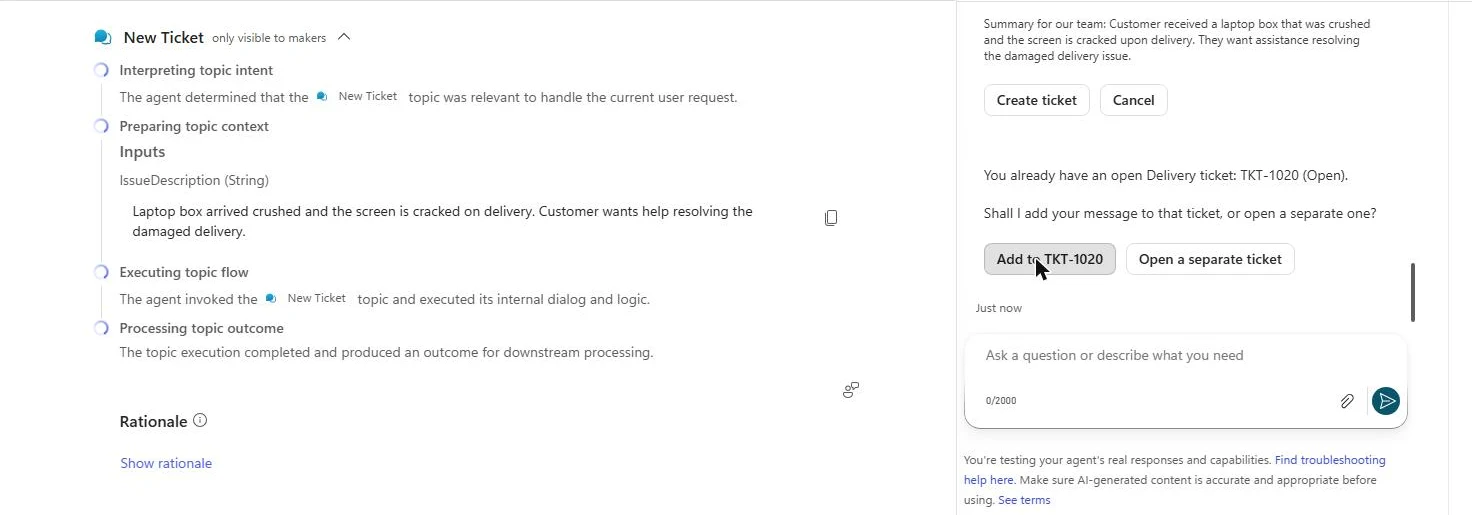 New Ticket only visible to makers
Interpreting topic intent
The agent determined that the New Ticket topic was relevant to handle the current user request.
Preparing topic context
Inputs
IssueDescription (String)
Laptop box arrived crushed and the screen is cracked on delivery. Customer wants help resolving the
damaged delivery.
Executing topic flow
The agent invoked the New Ticket topic and executed its internal dialog and logic.
Processing topic outcome
The topic execution completed and produced an outcome for downstream processing.
Rationale
Show rationale
Summary for our team: Customer received a laptop box that was crushed
and the screen is cracked upon delivery. They want assistance resolving
the damaged delivery issue.
Create ticket Cancel
You already have an open Delivery ticket: TKT-1020 (Open).
Shall I add your message to that ticket, or open a separate one?
Add to TKT-1020 Open a separate ticket
Just now
Ask a question or describe what you need
0/2000
You're testing your agent's real responses and capabilities. Find troubleshooting
help here. Make sure AI-generated content is accurate and appropriate before
using. See terms